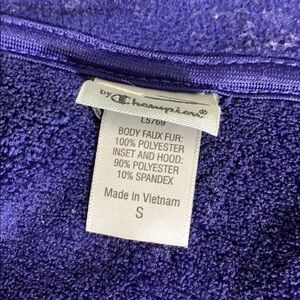 by Champion®
L5769
BODY FAUX FUR:
100% POLYESTER
INSET AND HOOD:
90% POLYESTER
10% SPANDEX
Made in Vietnam
S